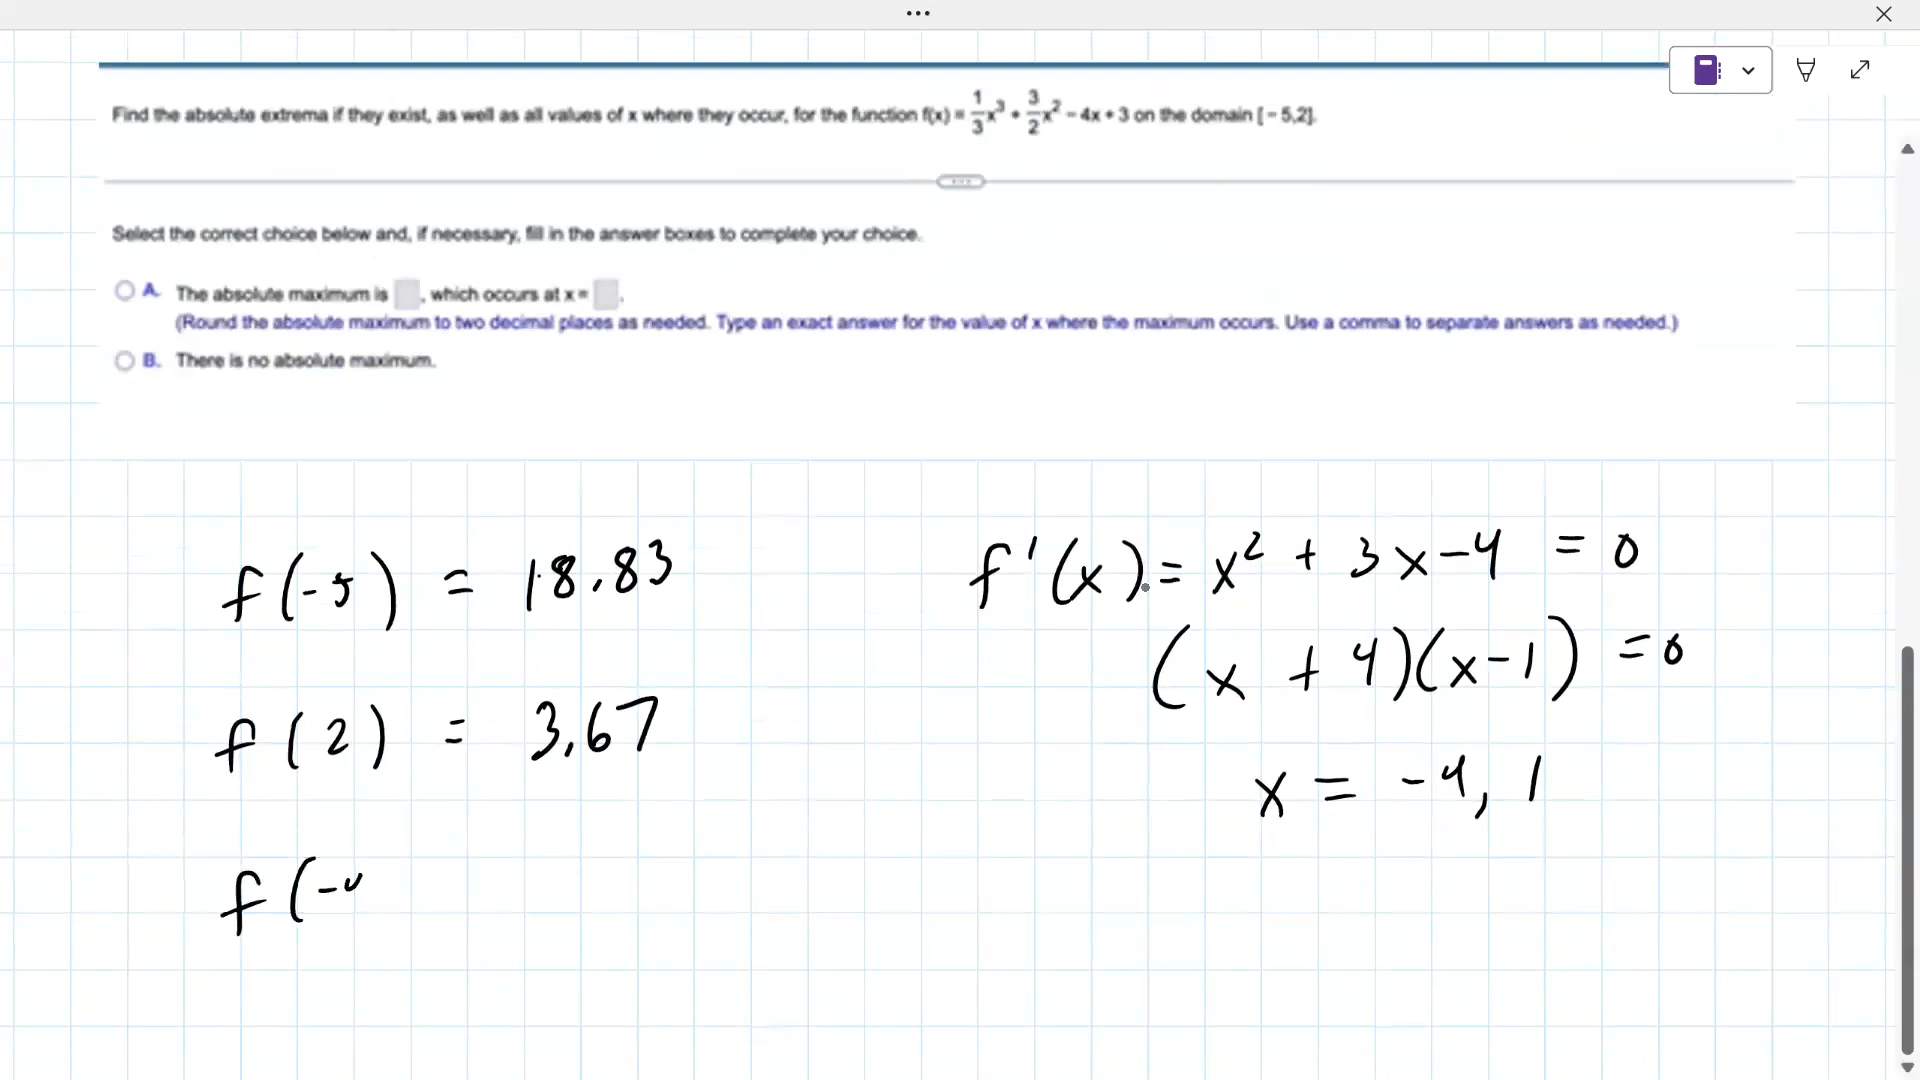 Find the absolute extrema if they exist, as well as all values of x where they occur, for the function f(x) = 1/3 x³ + 3/2 x² − 4x + 3 on the domain [ − 5,2].
Select the correct choice below and, if necessary, fill in the answer boxes to complete your choice.
A. The absolute maximum is , which occurs at x = .
(Round the absolute maximum to two decimal places as needed. Type an exact answer for the value of x where the maximum occurs. Use a comma to separate answers as needed.)
B. There is no absolute maximum.
f(-5) = 18.83
f(2) = 3.67
f(-4
f'(x) = x² + 3x - 4 = 0
(x + 4)(x - 1) = 0
x = -4, 1